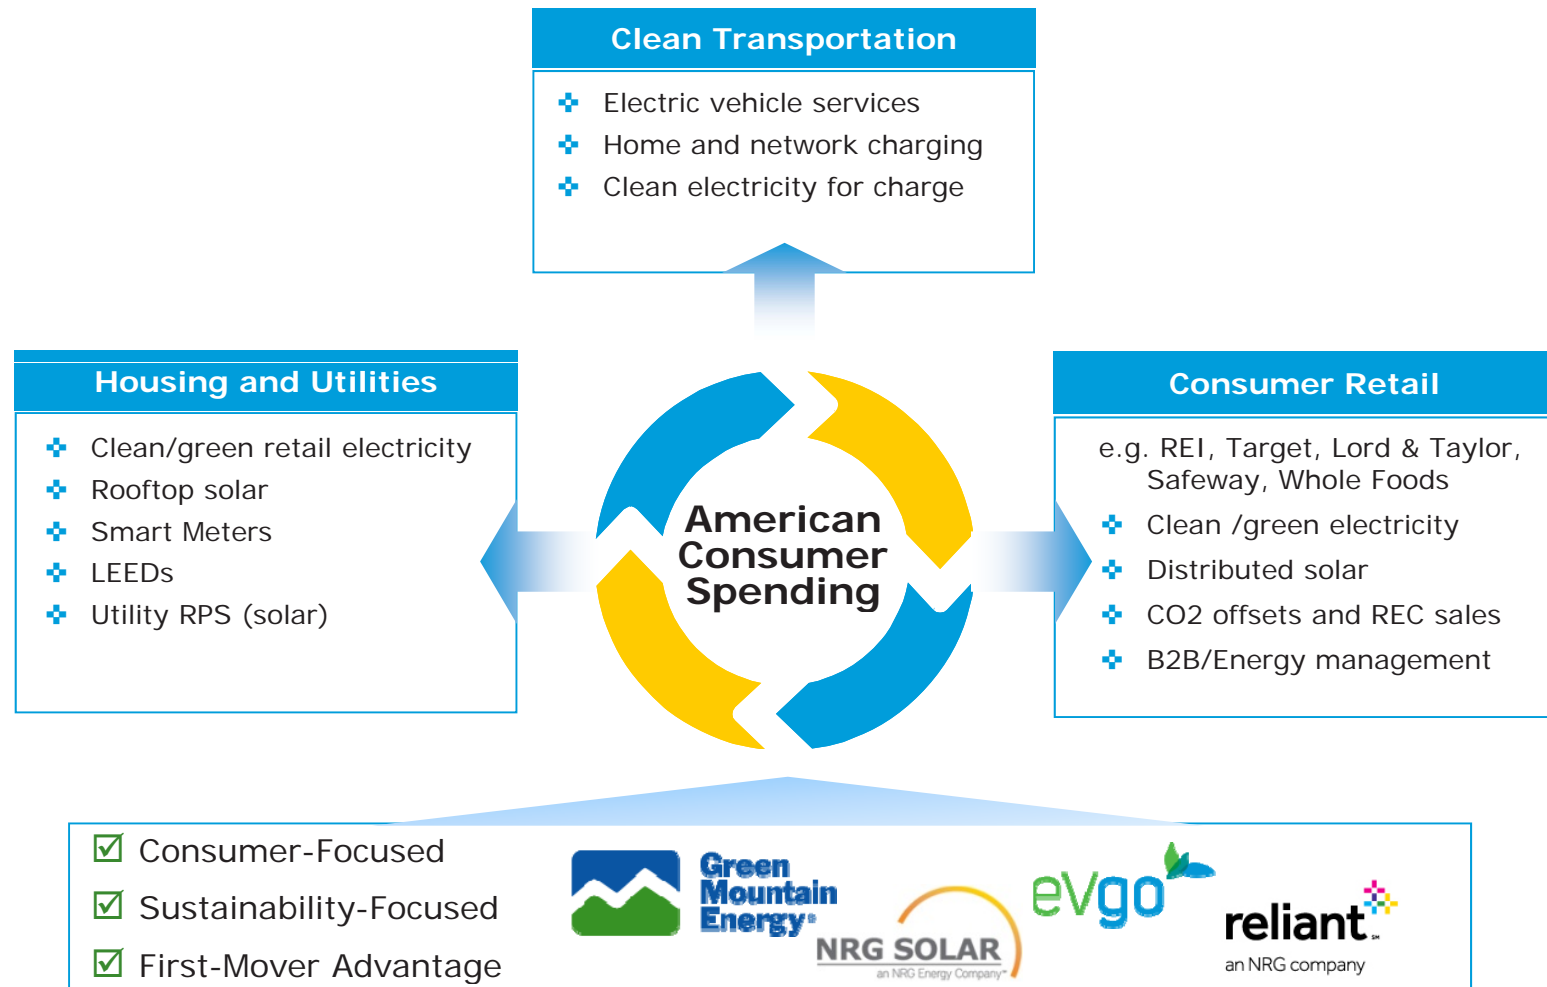 Clean Transportation
Electric vehicle services
Home and network charging
Clean electricity for charge
Housing and Utilities
Clean/green retail electricity
Rooftop solar
Smart Meters
LEEDs
Utility RPS (solar)
American
Consumer
Spending
Consumer Retail
e.g. REI, Target, Lord & Taylor,
Safeway, Whole Foods
Clean /green electricity
Distributed solar
CO2 offsets and REC sales
B2B/Energy management
Consumer-Focused
Sustainability-Focused
First-Mover Advantage
Green
Mountain
Energy®
NRG SOLAR
an NRG Energy Company℠
evgo
reliant℠
an NRG company